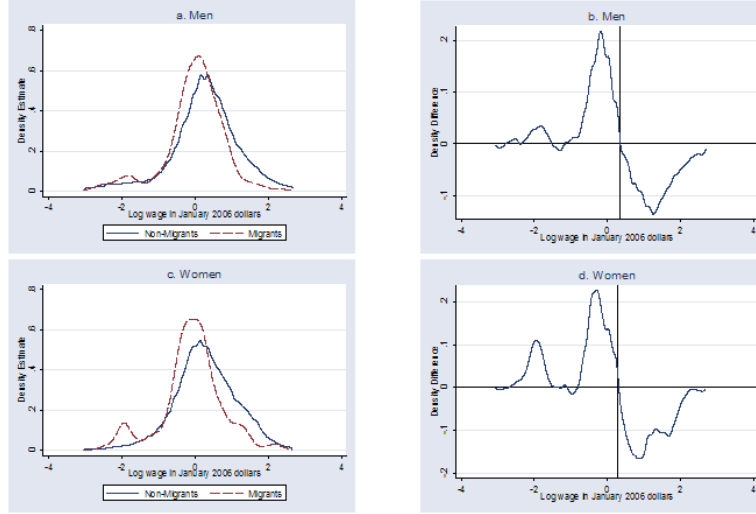 a. Men
Density Estimate
0 .2 .4 .6 .8
-4 -2 0 2 4
Log wage in January 2006 dollars
Non-Migrants Migrants
b. Men
Density Difference
-.1 0 .1 .2
-4 -2 0 2 4
Log wage in January 2006 dollars
c. Women
Density Estimate
0 .2 .4 .6 .8
-4 -2 0 2 4
Log wage in January 2006 dollars
Non-Migrants Migrants
d. Women
Density Difference
-.2 -.1 0 .1 .2
-4 -2 0 2 4
Log wage in January 2006 dollars